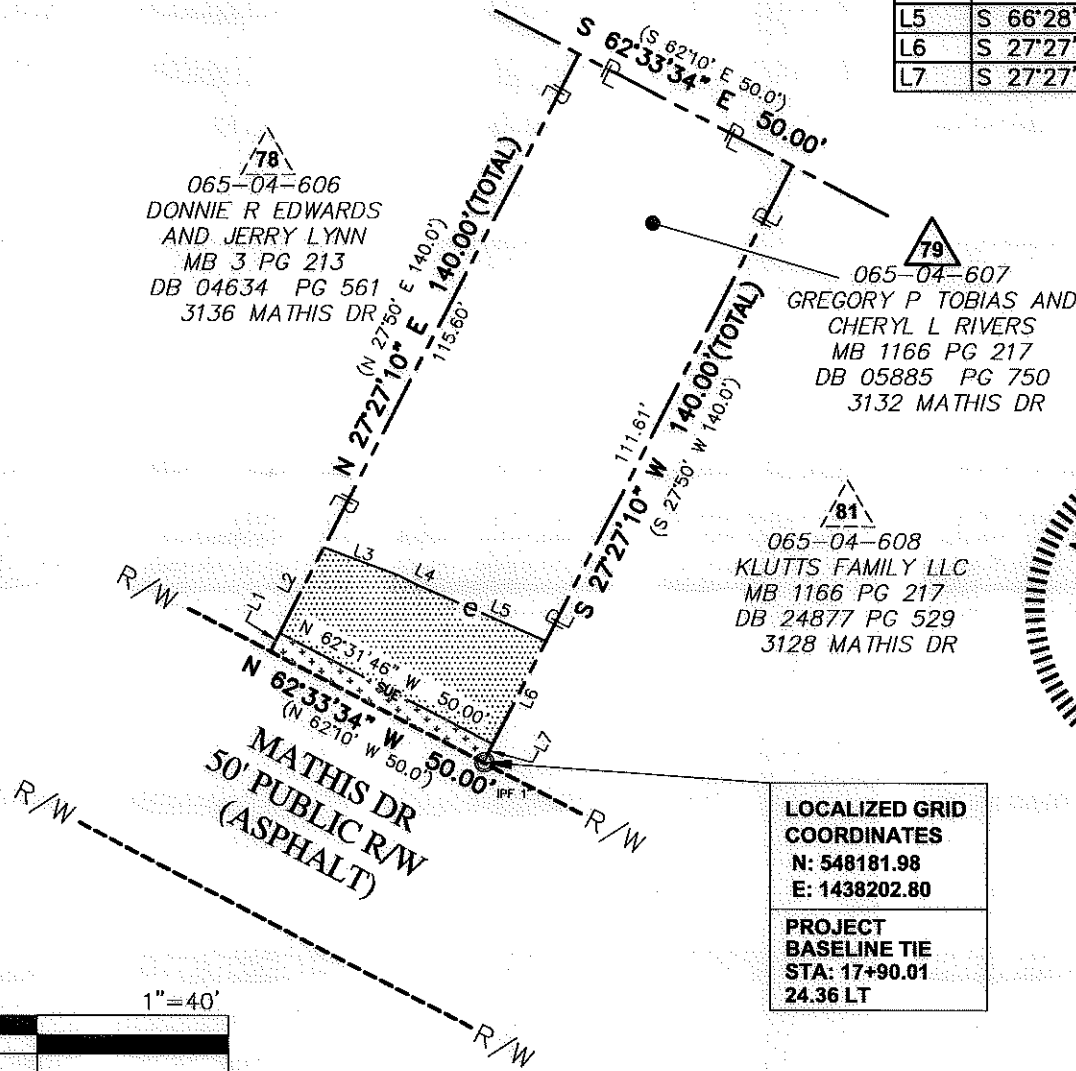 L5 S 66°28'
L6 S 27°27'
L7 S 27°27'
(S 62°10' E 50.0')
S 62°33'34" E 50.00'
78
065-04-606
DONNIE R EDWARDS
AND JERRY LYNN
MB 3 PG 213
DB 04634 PG 561
3136 MATHIS DR
N 27°27'10" E 140.00'(TOTAL)
(N 27°50' E 140.0')
115.60'
79
065-04-607
GREGORY P TOBIAS AND
CHERYL L RIVERS
MB 1166 PG 217
DB 05885 PG 750
3132 MATHIS DR
111.61'
S 27°27'10" W 140.00'(TOTAL)
(S 27°50' W 140.0')
81
065-04-608
KLUTTS FAMILY LLC
MB 1166 PG 217
DB 24877 PG 529
3128 MATHIS DR
R/W
L1
L2
L3
L4
e
L5
L6
L7
N 62°31'46" W 50.00'
SUE
N 62°33'34" W 50.00'
(N 62°10' W 50.0')
IPF 1"
R/W
MATHIS DR
50' PUBLIC R/W
(ASPHALT)
R/W
R/W
LOCALIZED GRID
COORDINATES
N: 548181.98
E: 1438202.80
PROJECT
BASELINE TIE
STA: 17+90.01
24.36 LT
1"=40'